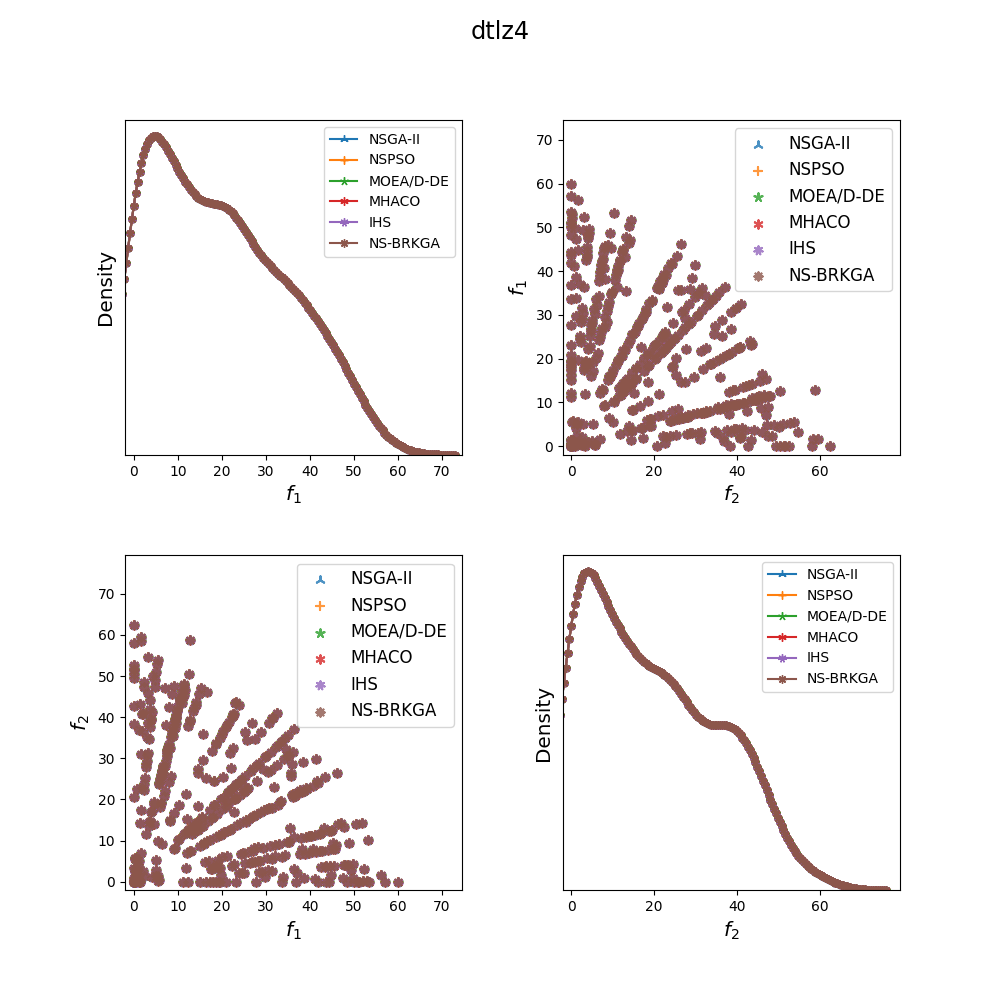 dtlz4
Density
NSGA-II
NSPSO
MOEA/D-DE
MHACO
IHS
NS-BRKGA
0 10 20 30 40 50 60 70
f1
f1
70
60
50
40
30
20
10
0
NSGA-II
NSPSO
MOEA/D-DE
MHACO
IHS
NS-BRKGA
0 20 40 60
f2
f2
70
60
50
40
30
20
10
0
NSGA-II
NSPSO
MOEA/D-DE
MHACO
IHS
NS-BRKGA
0 10 20 30 40 50 60 70
f1
Density
NSGA-II
NSPSO
MOEA/D-DE
MHACO
IHS
NS-BRKGA
0 20 40 60
f2